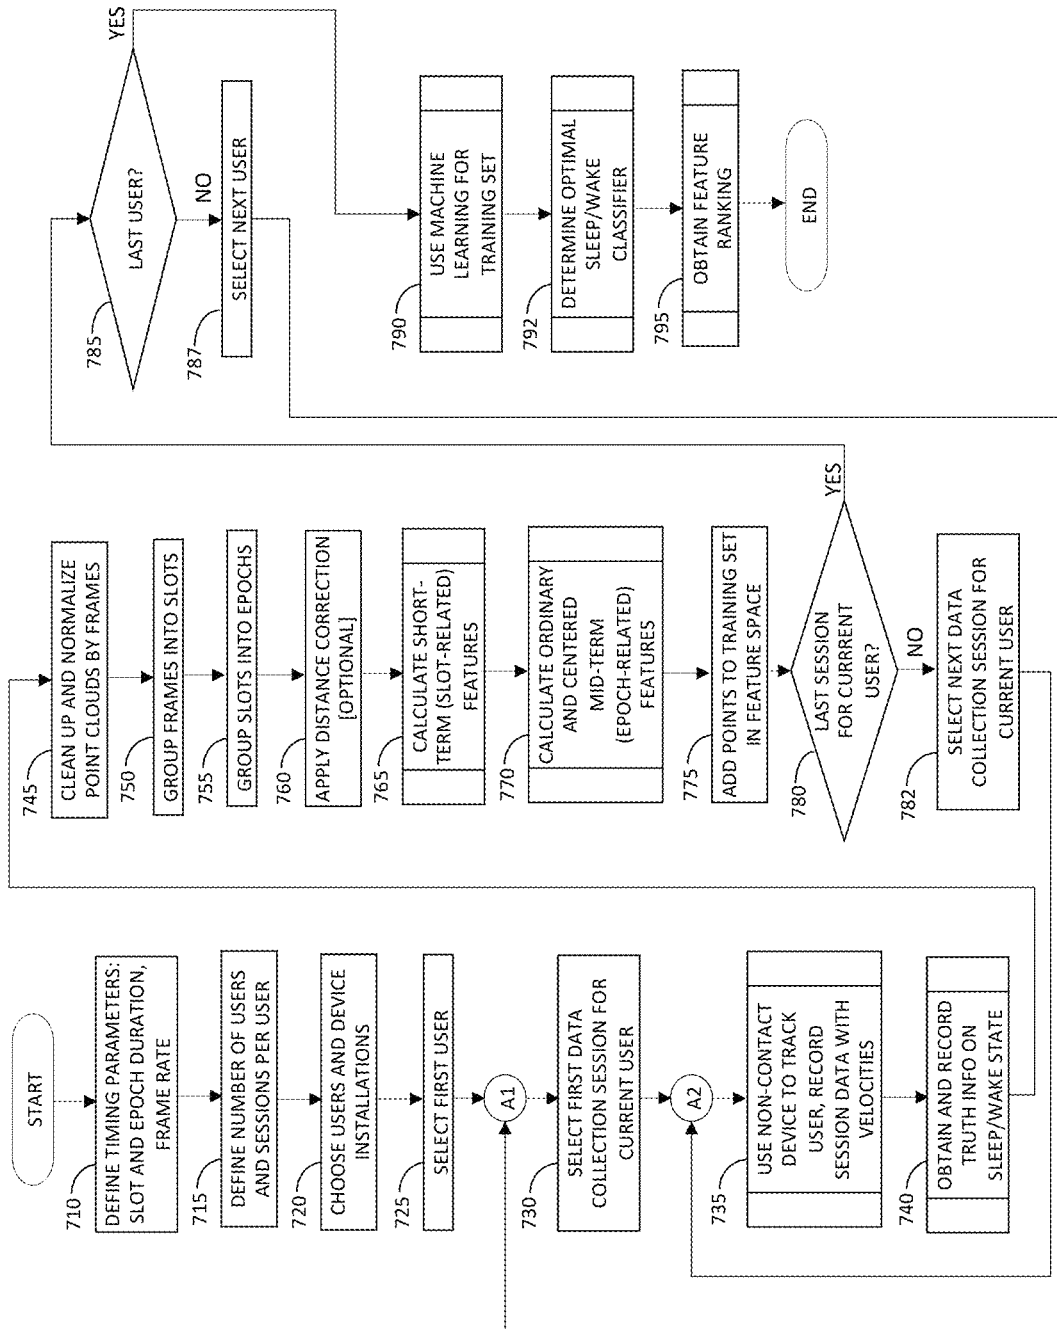 START
710
DEFINE TIMING PARAMETERS:
SLOT AND EPOCH DURATION,
FRAME RATE
715
DEFINE NUMBER OF USERS
AND SESSIONS PER USER
720
CHOOSE USERS AND DEVICE
INSTALLATIONS
725
SELECT FIRST USER
A1
730
SELECT FIRST DATA
COLLECTION SESSION FOR
CURRENT USER
A2
735
USE NON-CONTACT
DEVICE TO TRACK
USER, RECORD
SESSION DATA WITH
VELOCITIES
740
OBTAIN AND RECORD
TRUTH INFO ON
SLEEP/WAKE STATE
745
CLEAN UP AND NORMALIZE
POINT CLOUDS BY FRAMES
750
GROUP FRAMES INTO SLOTS
755
GROUP SLOTS INTO EPOCHS
760
APPLY DISTANCE CORRECTION
[OPTIONAL]
765
CALCULATE SHORT-
TERM (SLOT-RELATED)
FEATURES
770
CALCULATE ORDINARY
AND CENTERED
MID-TERM
(EPOCH-RELATED)
FEATURES
775
ADD POINTS TO TRAINING SET
IN FEATURE SPACE
780
LAST SESSION
FOR CURRRENT
USER?
YES
NO
782
SELECT NEXT DATA
COLLECTION SESSION FOR
CURRENT USER
785
LAST USER?
YES
NO
787
SELECT NEXT USER
790
USE MACHINE
LEARNING FOR
TRAINING SET
792
DETERMINE OPTIMAL
SLEEP/WAKE
CLASSIFIER
795
OBTAIN FEATURE
RANKING
END